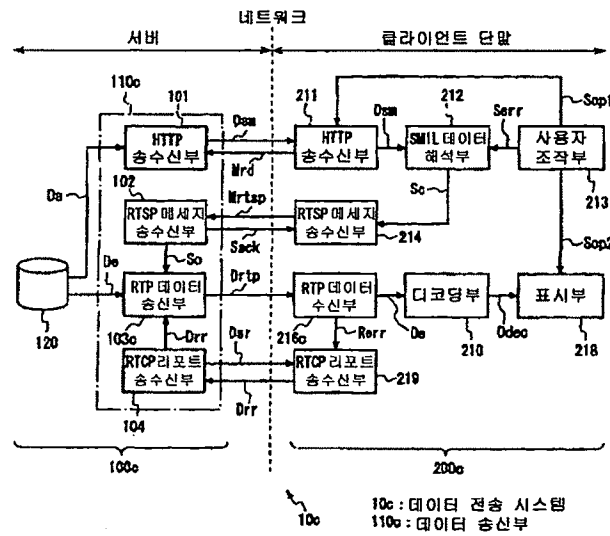 네트워크
서버
클라이언트 단말
110c
101
Dsm
211
Dsm
212
Serr
Sop1
HTTP
송수신부
HTTP
송수신부
SMIL 데이터
해석부
사용자
조작부
213
Mrd
Da
102
Mrtsp
Sc
RTSP 메세지
송수신부
RTSP 메세지
송수신부
Sack
214
Sop2
De
Sc
Drtp
RTP 데이터
송신부
RTP 데이터
수신부
디코딩부
표시부
120
103c
Drr
Dsr
216c
Rerr
De
210
Ddec
218
RTCP 리포트
송수신부
RTCP 리포트
송수신부
219
Drr
104
100c
200c
10c
10c : 데이터 전송 시스템
110c : 데이터 송신부